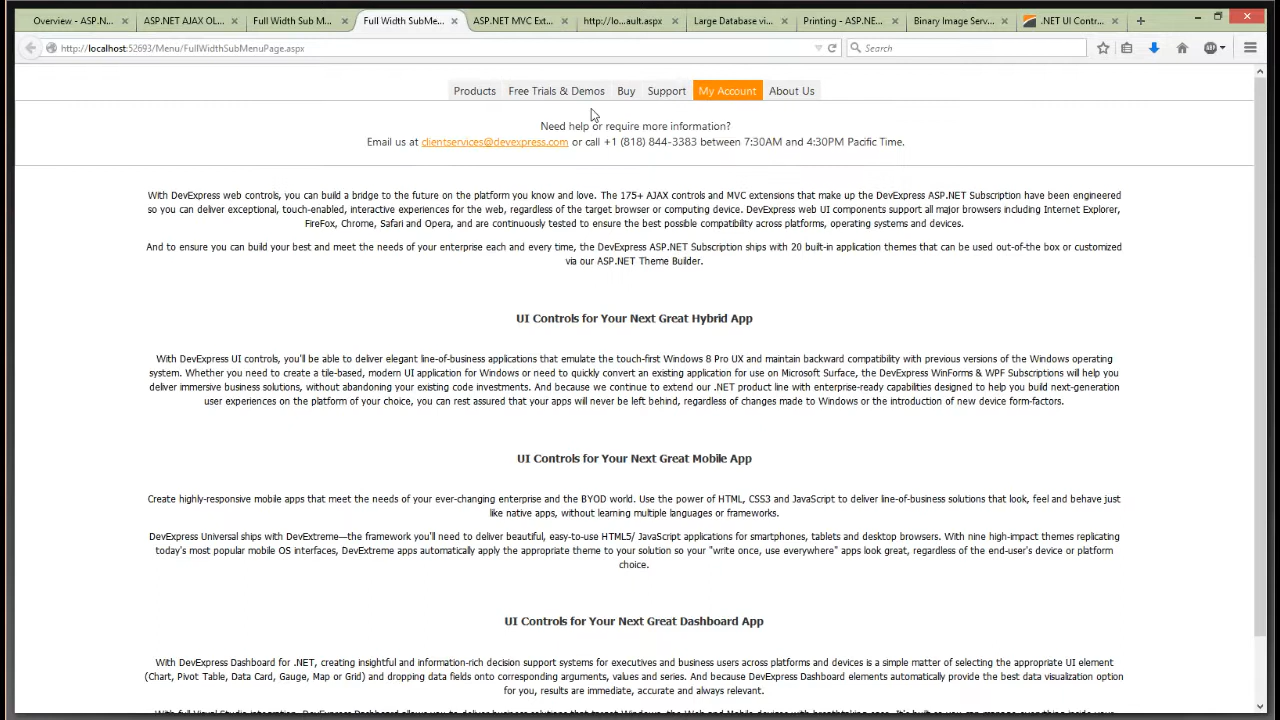 Overview - ASP.N...
ASP.NET AJAX OL...
Full Width Sub M...
Full Width SubMe...
ASP.NET MVC Ext...
http://lo...ault.aspx
Large Database vi...
Printing - ASP.NE...
Binary Image Serv...
.NET UI Contr...
http://localhost:52693/Menu/FullWidthSubMenuPage.aspx
Search
ABP
Products Free Trials & Demos Buy Support My Account About Us
Need help or require more information?
Email us at clientservices@devexpress.com or call +1 (818) 844-3383 between 7:30AM and 4:30PM Pacific Time.
With DevExpress web controls, you can build a bridge to the future on the platform you know and love. The 175+ AJAX controls and MVC extensions that make up the DevExpress ASP.NET Subscription have been engineered
so you can deliver exceptional, touch-enabled, interactive experiences for the web, regardless of the target browser or computing device. DevExpress web UI components support all major browsers including Internet Explorer,
FireFox, Chrome, Safari and Opera, and are continuously tested to ensure the best possible compatibility across platforms, operating systems and devices.
And to ensure you can build your best and meet the needs of your enterprise each and every time, the DevExpress ASP.NET Subscription ships with 20 built-in application themes that can be used out-of-the box or customized
via our ASP.NET Theme Builder.
UI Controls for Your Next Great Hybrid App
With DevExpress UI controls, you'll be able to deliver elegant line-of-business applications that emulate the touch-first Windows 8 Pro UX and maintain backward compatibility with previous versions of the Windows operating
system. Whether you need to create a tile-based, modern UI application for Windows or need to quickly convert an existing application for use on Microsoft Surface, the DevExpress WinForms & WPF Subscriptions will help you
deliver immersive business solutions, without abandoning your existing code investments. And because we continue to extend our .NET product line with enterprise-ready capabilities designed to help you build next-generation
user experiences on the platform of your choice, you can rest assured that your apps will never be left behind, regardless of changes made to Windows or the introduction of new device form-factors.
UI Controls for Your Next Great Mobile App
Create highly-responsive mobile apps that meet the needs of your ever-changing enterprise and the BYOD world. Use the power of HTML, CSS3 and JavaScript to deliver line-of-business solutions that look, feel and behave just
like native apps, without learning multiple languages or frameworks.
DevExpress Universal ships with DevExtreme—the framework you'll need to deliver beautiful, easy-to-use HTML5/ JavaScript applications for smartphones, tablets and desktop browsers. With nine high-impact themes replicating
today's most popular mobile OS interfaces, DevExtreme apps automatically apply the appropriate theme to your solution so your "write once, use everywhere" apps look great, regardless of the end-user's device or platform
choice.
UI Controls for Your Next Great Dashboard App
With DevExpress Dashboard for .NET, creating insightful and information-rich decision support systems for executives and business users across platforms and devices is a simple matter of selecting the appropriate UI element
(Chart, Pivot Table, Data Card, Gauge, Map or Grid) and dropping data fields onto corresponding arguments, values and series. And because DevExpress Dashboard elements automatically provide the best data visualization option
for you, results are immediate, accurate and always relevant.